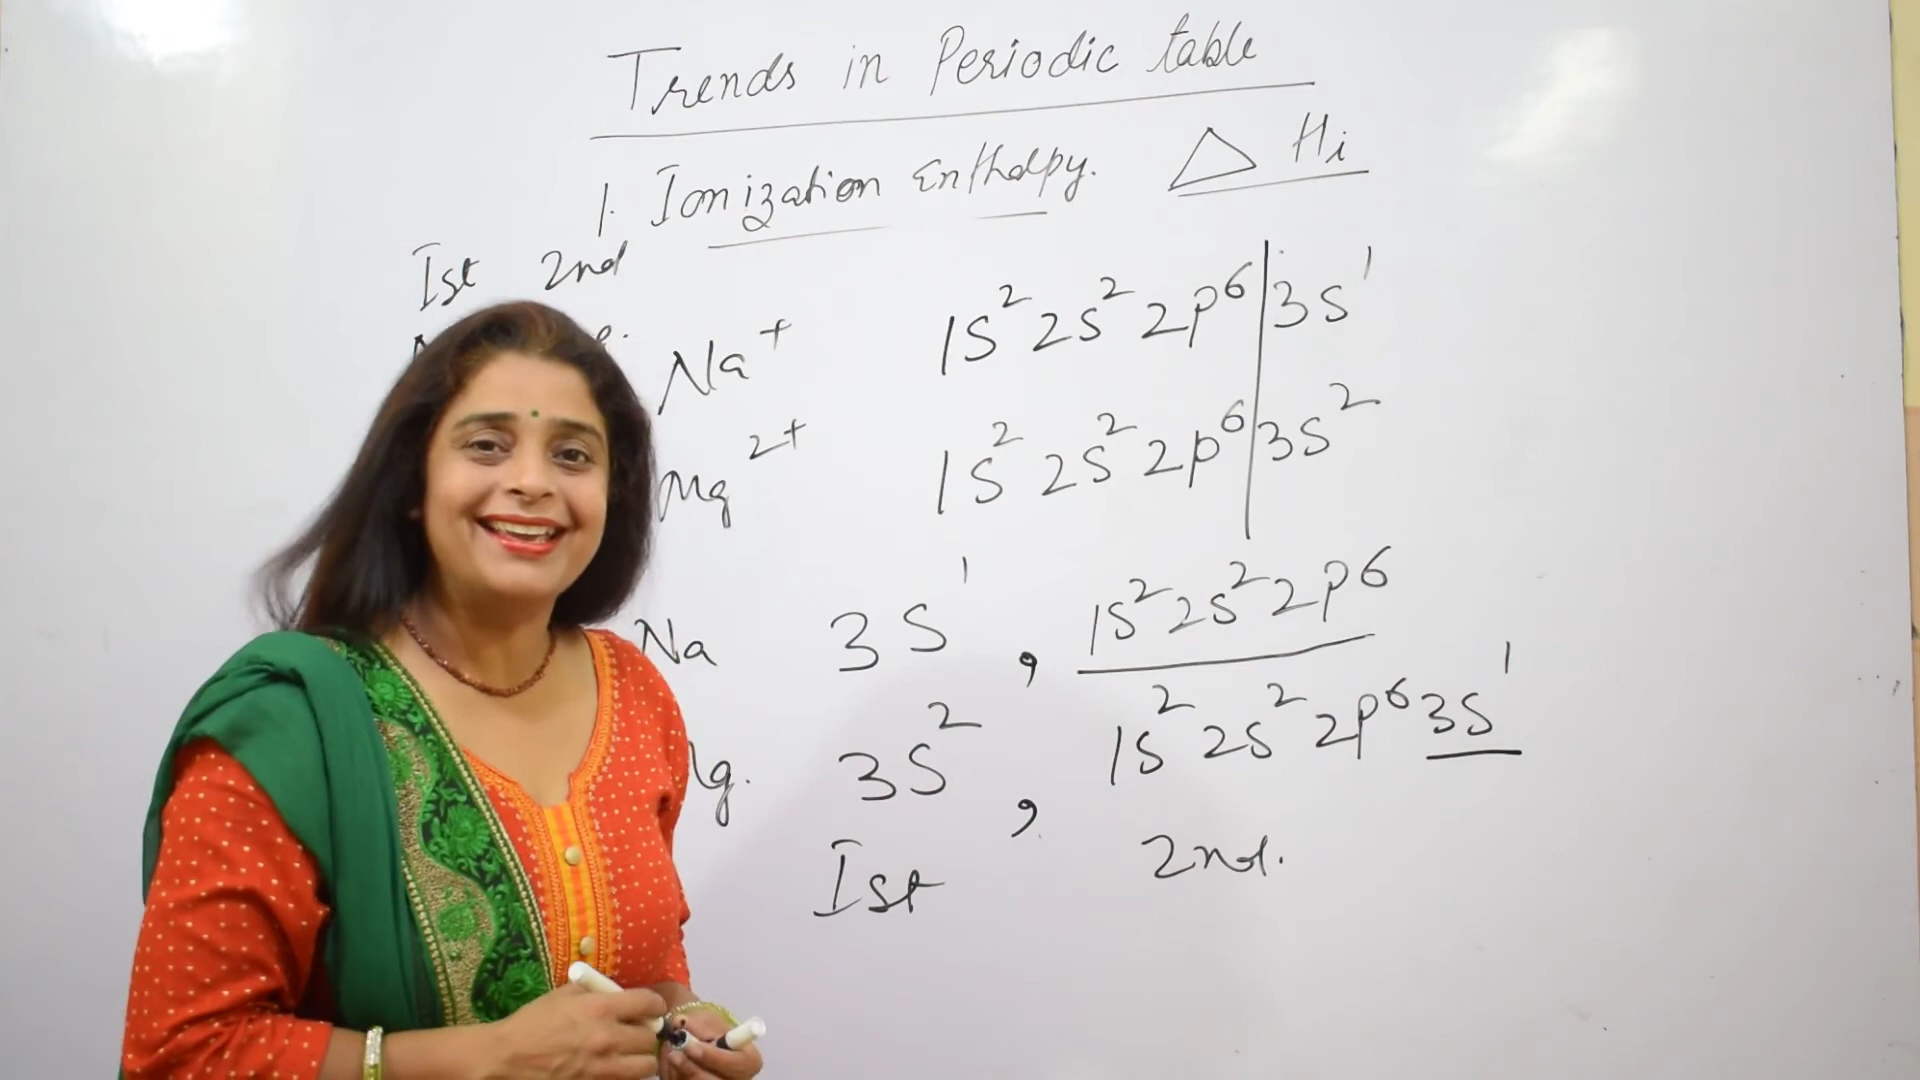 Trends in Periodic table
1. Ionization Enthalpy. △ Hi
Ist 2nd
Na⁺ 1S² 2S² 2P⁶ | 3S¹
Mg²⁺ 1S² 2S² 2P⁶ | 3S²
Na 3S¹ , 1S² 2S² 2P6
g. 3S² , 1S² 2S² 2P⁶ 3S¹
Ist 2nd.